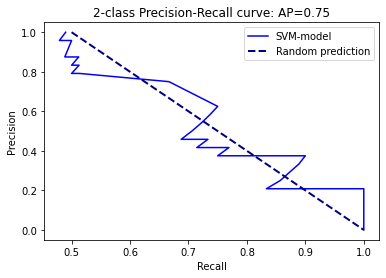 2-class Precision-Recall curve: AP=0.75
SVM-model
Random prediction
Precision
1.0
0.8
0.6
0.4
0.2
0.0
0.5
0.6
0.7
0.8
0.9
1.0
Recall